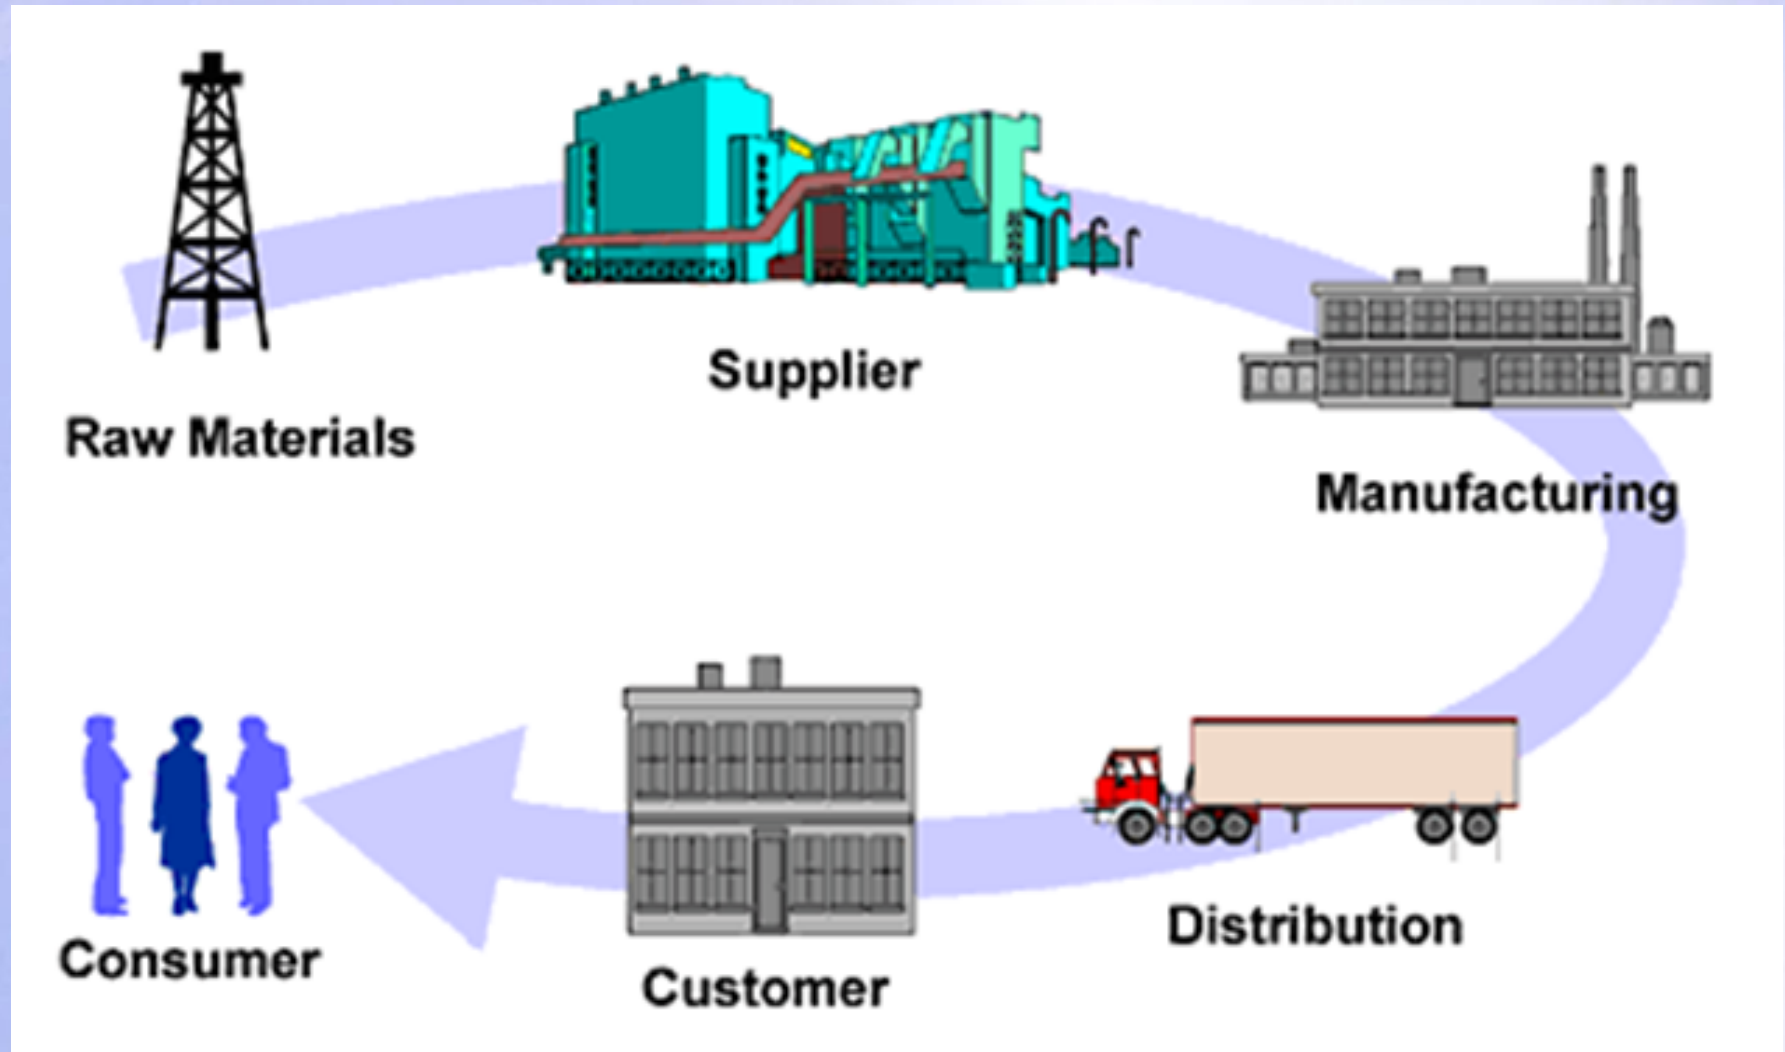 Raw Materials
Supplier
Manufacturing
Distribution
Customer
Consumer